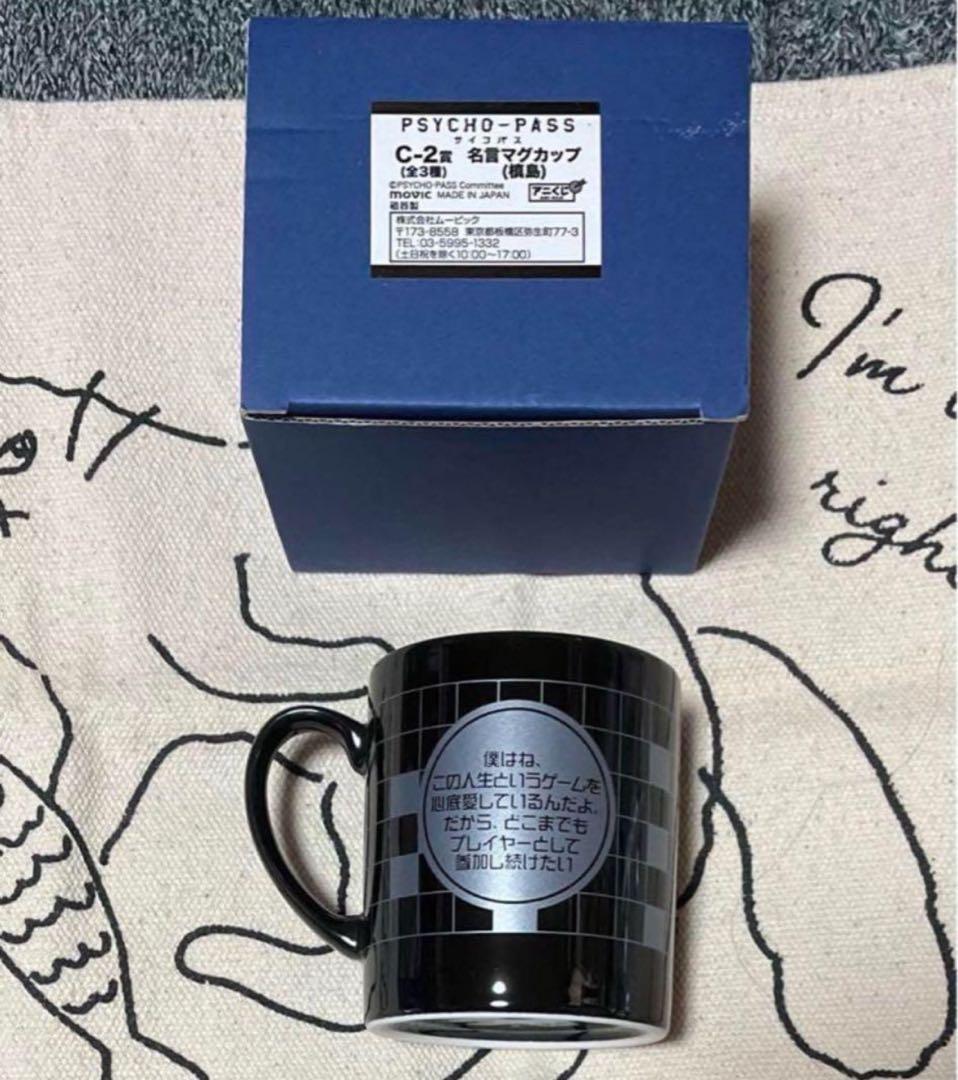 PSYCHO-PASS
サイコパス
C-2賞 名言マグカップ
(全3種) (槙島)
©PSYCHO-PASS Committee
movic MADE IN JAPAN
アニくじ
磁器製
株式会社ムービック
〒173-8558 東京都板橋区弥生町77-3
TEL:03-5995-1332
(土日祝を除く10:00〜17:00)
I'm
right
僕はね、
この人生というゲームを
心底愛しているんだよ。
だから、どこまでも
プレイヤーとして
参加し続けたい